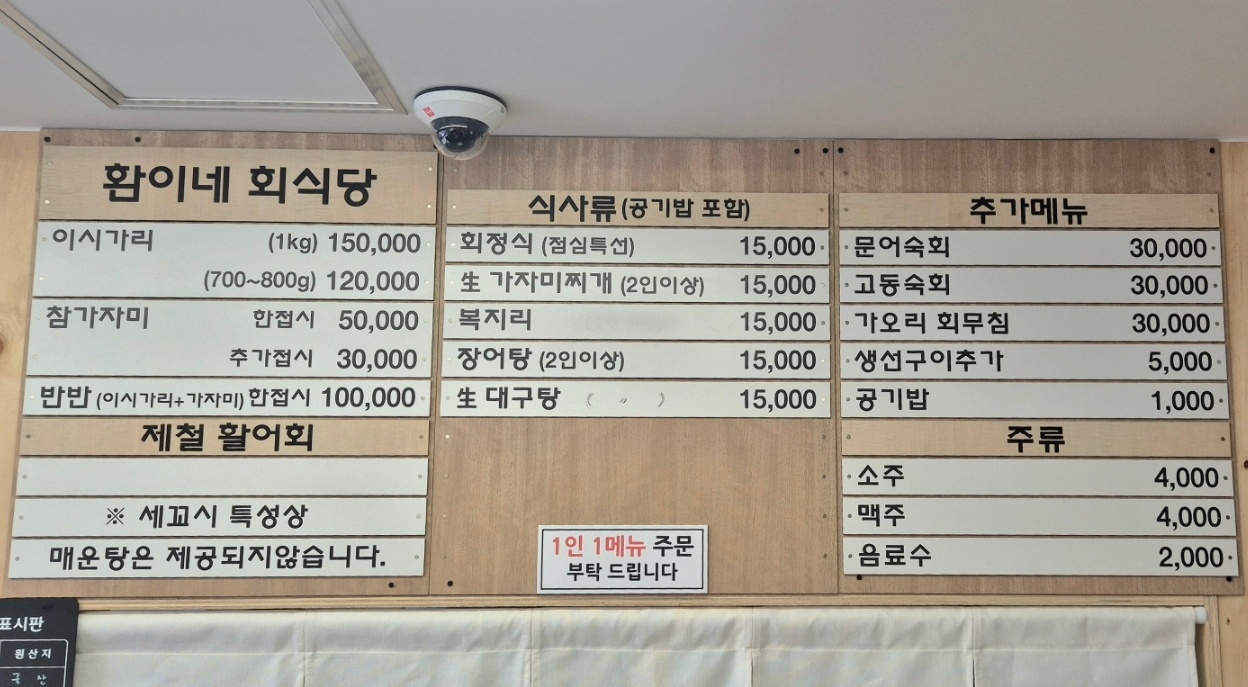 환이네 회식당
이시가리 (1kg) 150,000
(700~800g) 120,000
참가자미 한접시 50,000
추가접시 30,000
반반 (이시가리+가자미) 한접시 100,000
제철 활어회
※ 세꼬시 특성상
매운탕은 제공되지않습니다.
식사류 (공기밥 포함)
회정식 (점심특선) 15,000
生 가자미찌개 (2인이상) 15,000
복지리 15,000
장어탕 (2인이상) 15,000
生 대구탕 ( 〃 ) 15,000
1인 1메뉴 주문
부탁 드립니다
추가메뉴
문어숙회 30,000
고동숙회 30,000
가오리 회무침 30,000
생선구이추가 5,000
공기밥 1,000
주류
소주 4,000
맥주 4,000
음료수 2,000
표시판
원산지
국산